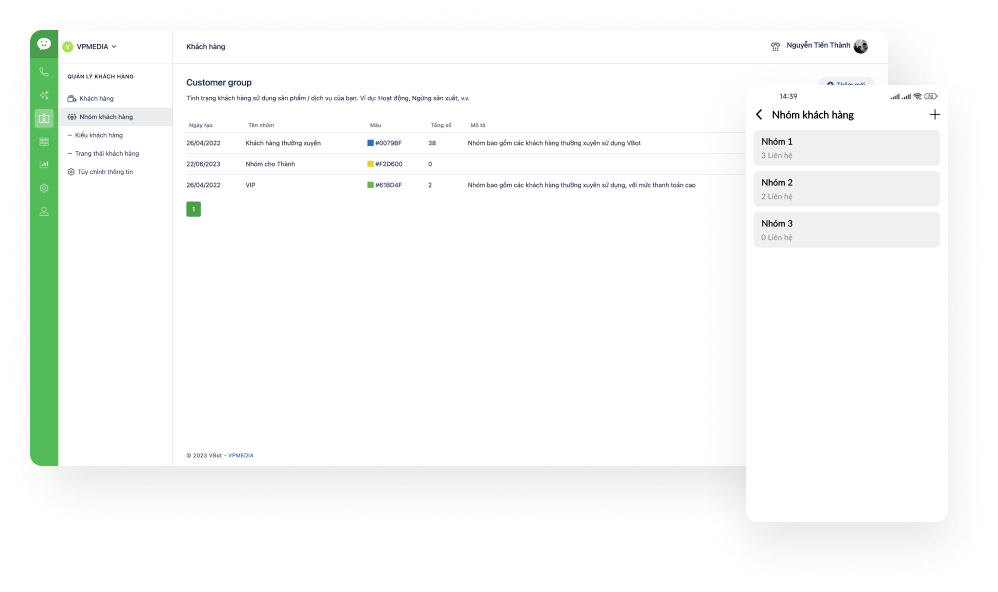 V VPMEDIA
Khách hàng
Nguyễn Tiến Thành
QUẢN LÝ KHÁCH HÀNG
Khách hàng
Nhóm khách hàng
Kiểu khách hàng
Trạng thái khách hàng
Tùy chỉnh thông tin
Customer group
Thêm mới
Tình trạng khách hàng sử dụng sản phẩm / dịch vụ của bạn. Ví dụ: Hoạt động, Ngừng sản xuất, v.v.
Ngày tạo Tên nhóm Màu Tổng số Mô tả
26/04/2022 Khách hàng thường xuyên #0079BF 38 Nhóm bao gồm các khách hàng thường xuyên sử dụng VBot
22/06/2023 Nhóm cho Thành #F2D600 0
26/04/2022 VIP #61BD4F 2 Nhóm bao gồm các khách hàng thường xuyên sử dụng, với mức thanh toán cao
1
© 2023 VBot - VPMEDIA
14:39
Nhóm khách hàng
Nhóm 1
3 Liên hệ
Nhóm 2
2 Liên hệ
Nhóm 3
0 Liên hệ